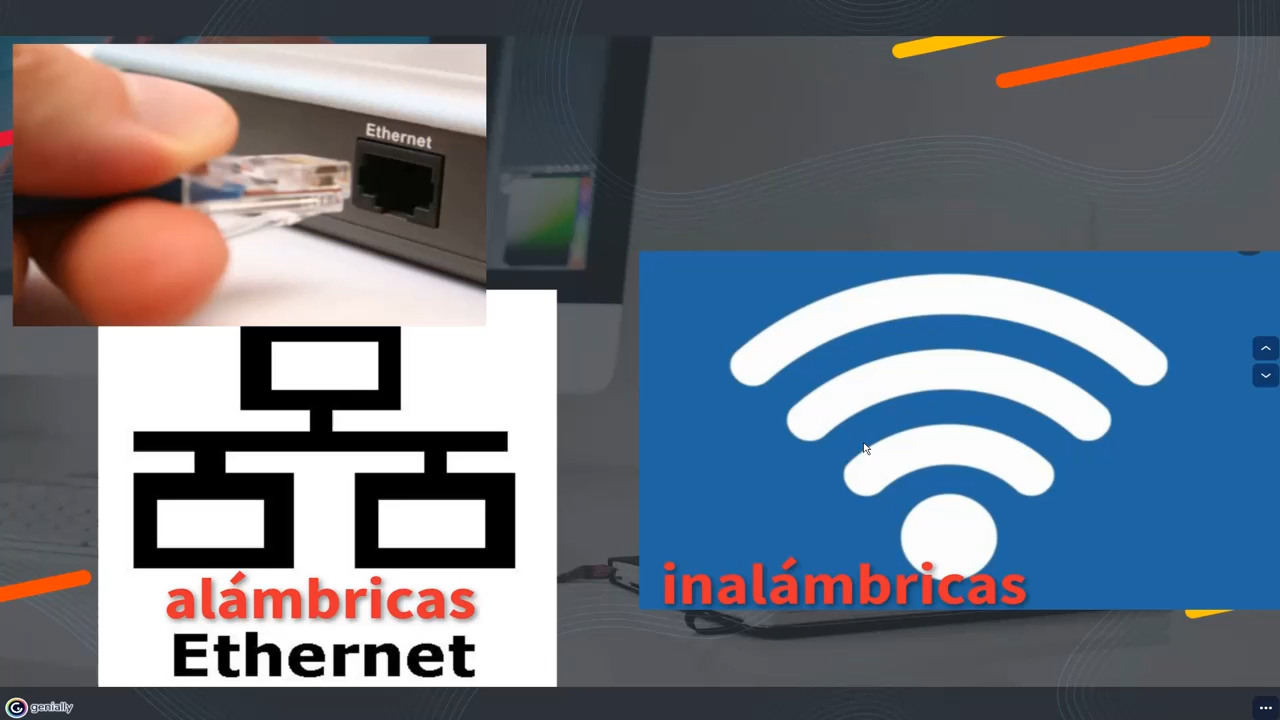 Ethernet
alámbricas
Ethernet
inalámbricas
genially